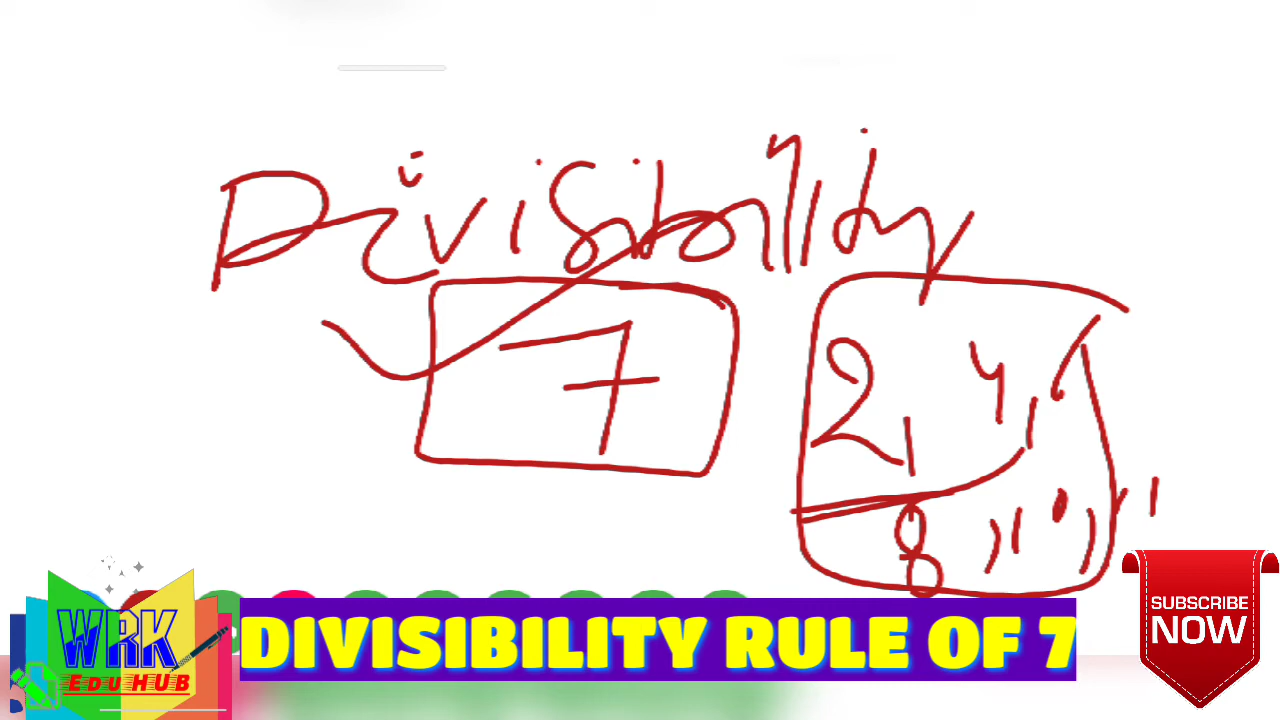 Divisibility
7
2, 4,
8
DIVISIBILITY RULE OF 7
WRK
EDU HUB
SUBSCRIBE
NOW